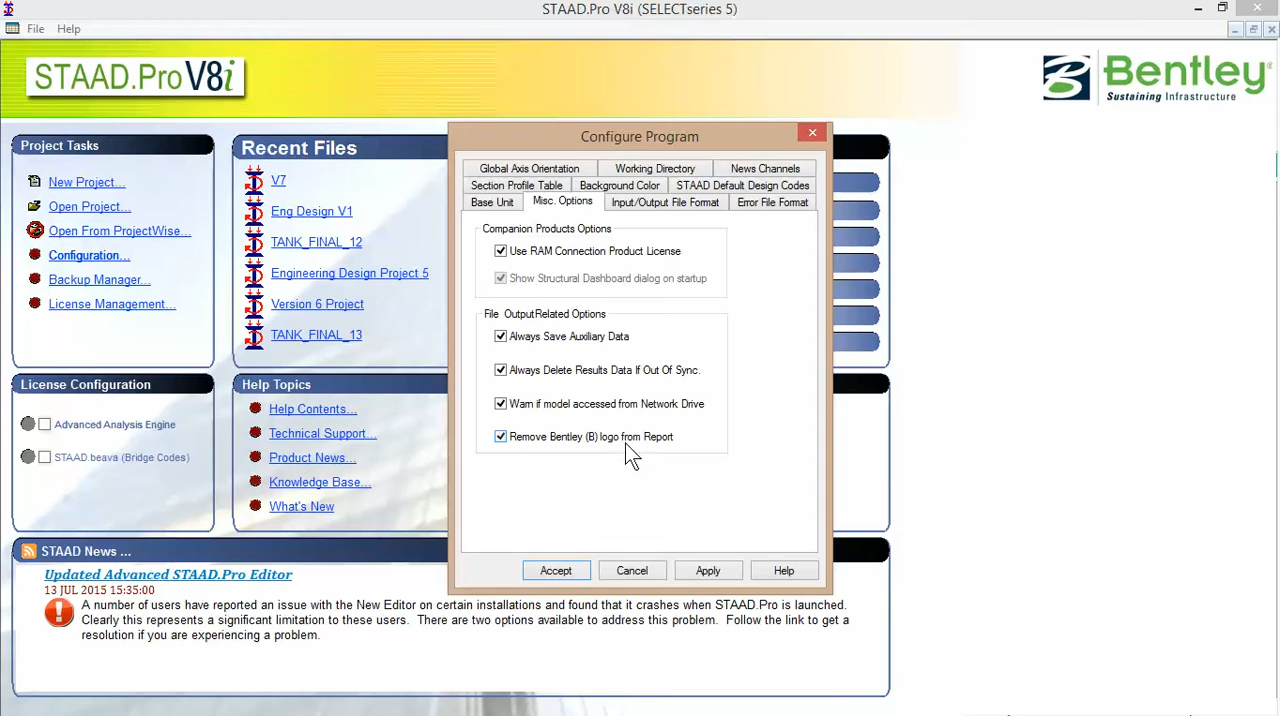 STAAD.Pro V8i (SELECTseries 5)
File Help
STAAD.Pro V8i
Bentley®
Sustaining Infrastructure
Project Tasks
New Project...
Open Project...
Open From ProjectWise...
Configuration...
Backup Manager...
License Management...
Recent Files
V7
Eng Design V1
TANK_FINAL_12
Engineering Design Project 5
Version 6 Project
TANK_FINAL_13
Configure Program
Global Axis Orientation Working Directory News Channels
Section Profile Table Background Color STAAD Default Design Codes
Base Unit Misc. Options Input/Output File Format Error File Format
Companion Products Options
Use RAM Connection Product License
Show Structural Dashboard dialog on startup
File OutputRelated Options
Always Save Auxiliary Data
Always Delete Results Data If Out Of Sync.
Warn if model accessed from Network Drive
Remove Bentley (B) logo from Report
Accept Cancel Apply Help
License Configuration
Advanced Analysis Engine
STAAD.beava (Bridge Codes)
Help Topics
Help Contents...
Technical Support...
Product News...
Knowledge Base...
What's New
STAAD News ...
Updated Advanced STAAD.Pro Editor
13 JUL 2015 15:35:00
A number of users have reported an issue with the New Editor on certain installations and found that it crashes when STAAD.Pro is launched.
Clearly this represents a significant limitation to these users. There are two options available to address this problem. Follow the link to get a
resolution if you are experiencing a problem.